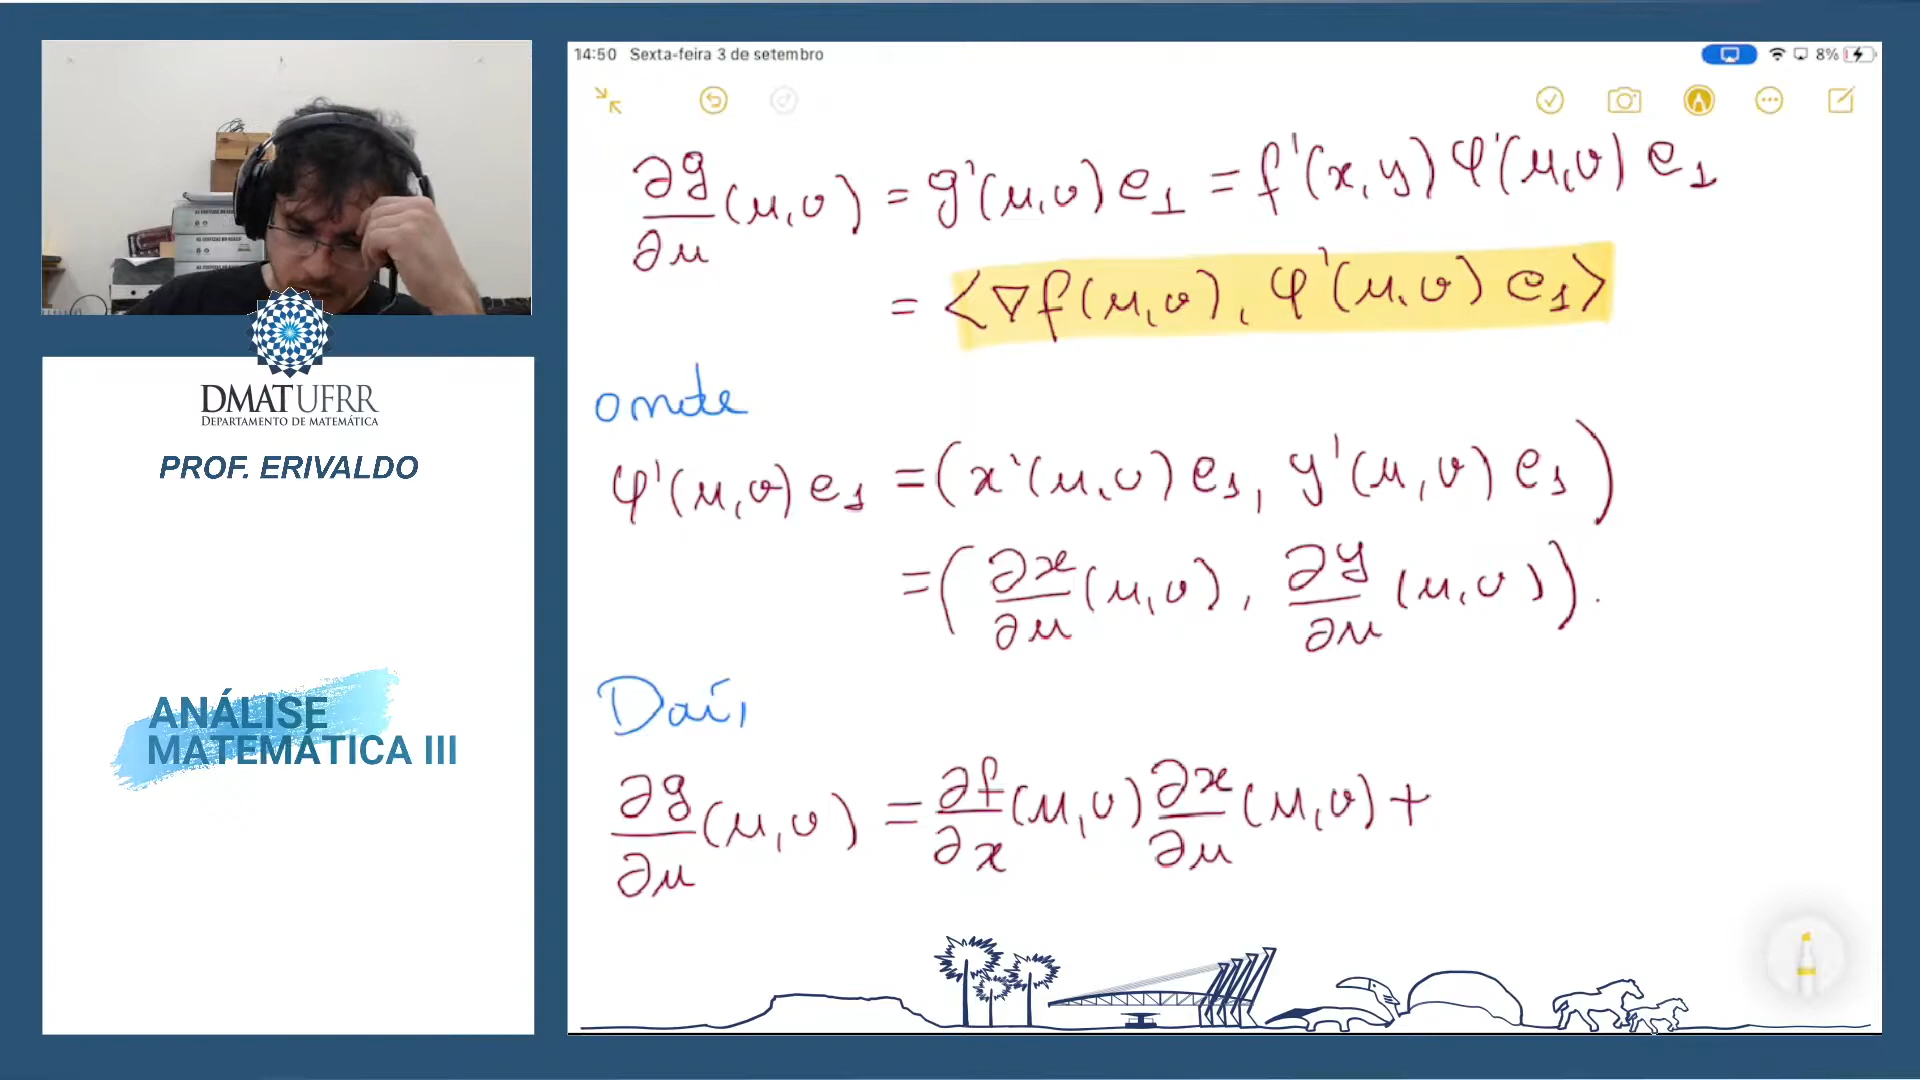 14:50 Sexta-feira 3 de setembro
8%
∂g/∂u (u,v) = g'(u,v) e₁ = f'(x,y) φ'(u,v) e₁
= ⟨∇f(u,v), φ'(u,v) e₁⟩
onde
φ'(u,v) e₁ = (x'(u,v) e₁, y'(u,v) e₁)
= (∂x/∂u (u,v), ∂y/∂u (u,v)).
Daí,
∂g/∂u (u,v) = ∂f/∂x (u,v) ∂x/∂u (u,v) +
DMATUFRR
DEPARTAMENTO DE MATEMÁTICA
PROF. ERIVALDO
ANÁLISE
MATEMÁTICA III